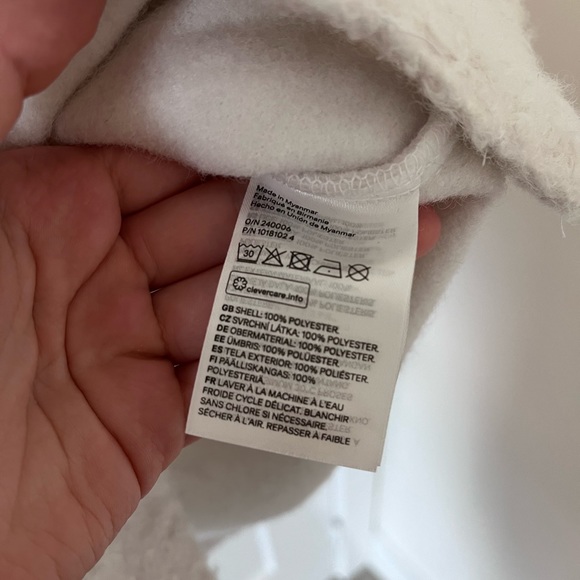 Made in Myanmar
Fabriqué en Birmanie
Hecho en Unión de Myanmar
O/N 240006
P/N 1018102 4
30
clevercare.info
GB SHELL: 100% POLYESTER.
CZ SVRCHNÍ LÁTKA: 100% POLYESTER.
DE OBERMATERIAL: 100% POLYESTER.
EE ÜMBRIS: 100% POLÜESTER.
ES TELA EXTERIOR: 100% POLIÉSTER.
FI PÄÄLLISKANGAS: 100%
POLYESTERIA.
FR LAVER À LA MACHINE À L'EAU
FROIDE CYCLE DÉLICAT, BLANCHIR
SANS CHLORE SI NÉCESSAIRE,
SÉCHER À L'AIR, REPASSER À FAIBLE